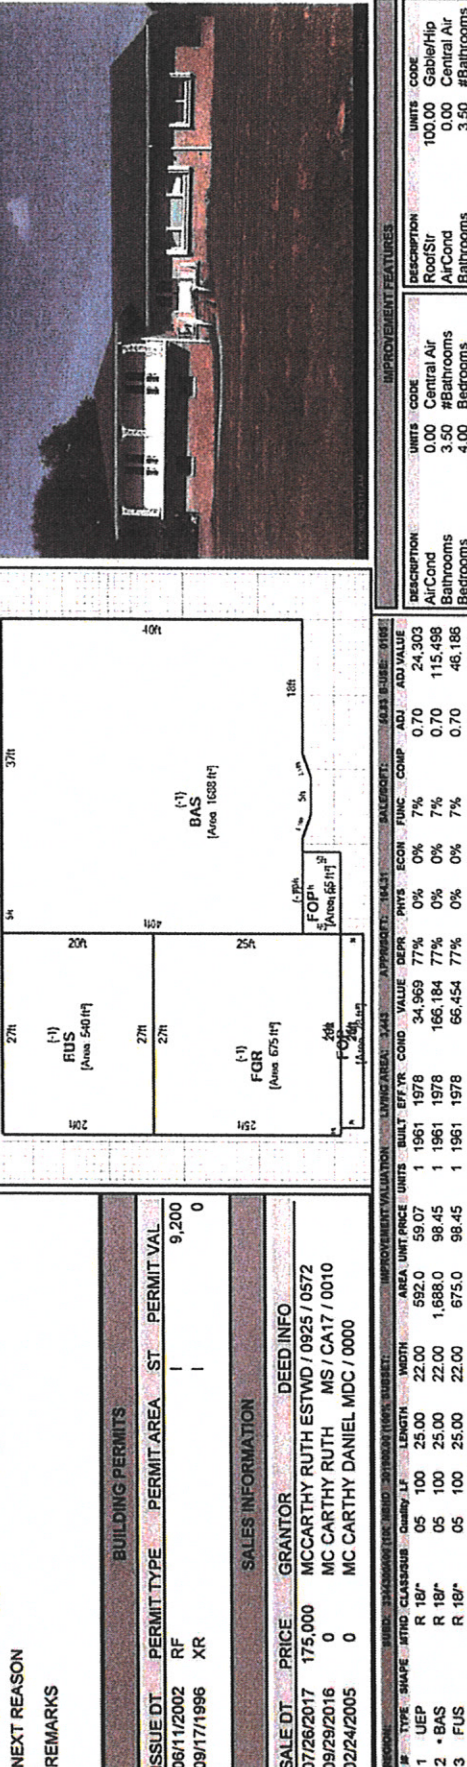 NEXT REASON
REMARKS
BUILDING PERMITS
ISSUE DT PERMIT TYPE PERMIT AREA ST PERMIT VAL
06/11/2002 RF I 9,200
09/17/1996 XR I 0
SALES INFORMATION
SALE DT PRICE GRANTOR DEED INFO
07/26/2017 175,000 MCCARTHY RUTH ESTWD / 0925 / 0572
09/29/2016 0 MC CARTHY RUTH MS / CA17 / 0010
02/24/2005 0 MC CARTHY DANIEL MDC / 0000
27ft
20ft
(-1)
FUS
[Area 540 ft²]
20ft
27ft
27ft
25ft
(-1)
FGR
[Area 675 ft²]
25ft
FOP
37ft
5ft
40ft
(-1)
BAS
[Area 1688 ft²]
40ft
18ft
5ft
FOP
[Area 65 ft²]
IMPROVEMENT VALUATION LIVING AREA: APPR/SQFT: 164.31 SALE/SQFT:
# TYPE SHAPE MTHD CLASS/SUB Quality LF LENGTH WIDTH AREA UNIT PRICE UNITS BUILT EFF YR COND VALUE DEPR PHYS ECON FUNC COMP ADJ ADJ VALUE
1 UEP R 18/* 05 100 25.00 22.00 592.0 59.07 1 1961 1978 34,969 77% 0% 0% 7% 0.70 24,303
2 * BAS R 18/* 05 100 25.00 22.00 1,688.0 98.45 1 1961 1978 166,184 77% 0% 0% 7% 0.70 115,498
3 FUS R 18/* 05 100 25.00 22.00 675.0 98.45 1 1961 1978 66,454 77% 0% 0% 7% 0.70 46,186
IMPROVEMENT FEATURES
DESCRIPTION UNITS CODE DESCRIPTION UNITS CODE
AirCond 0.00 Central Air RoofStr 100.00 Gable/Hip
Bathrooms 3.50 #Bathrooms AirCond 0.00 Central Air
Bedrooms 4.00 Bedrooms Bathrooms 3.50 #Bathrooms